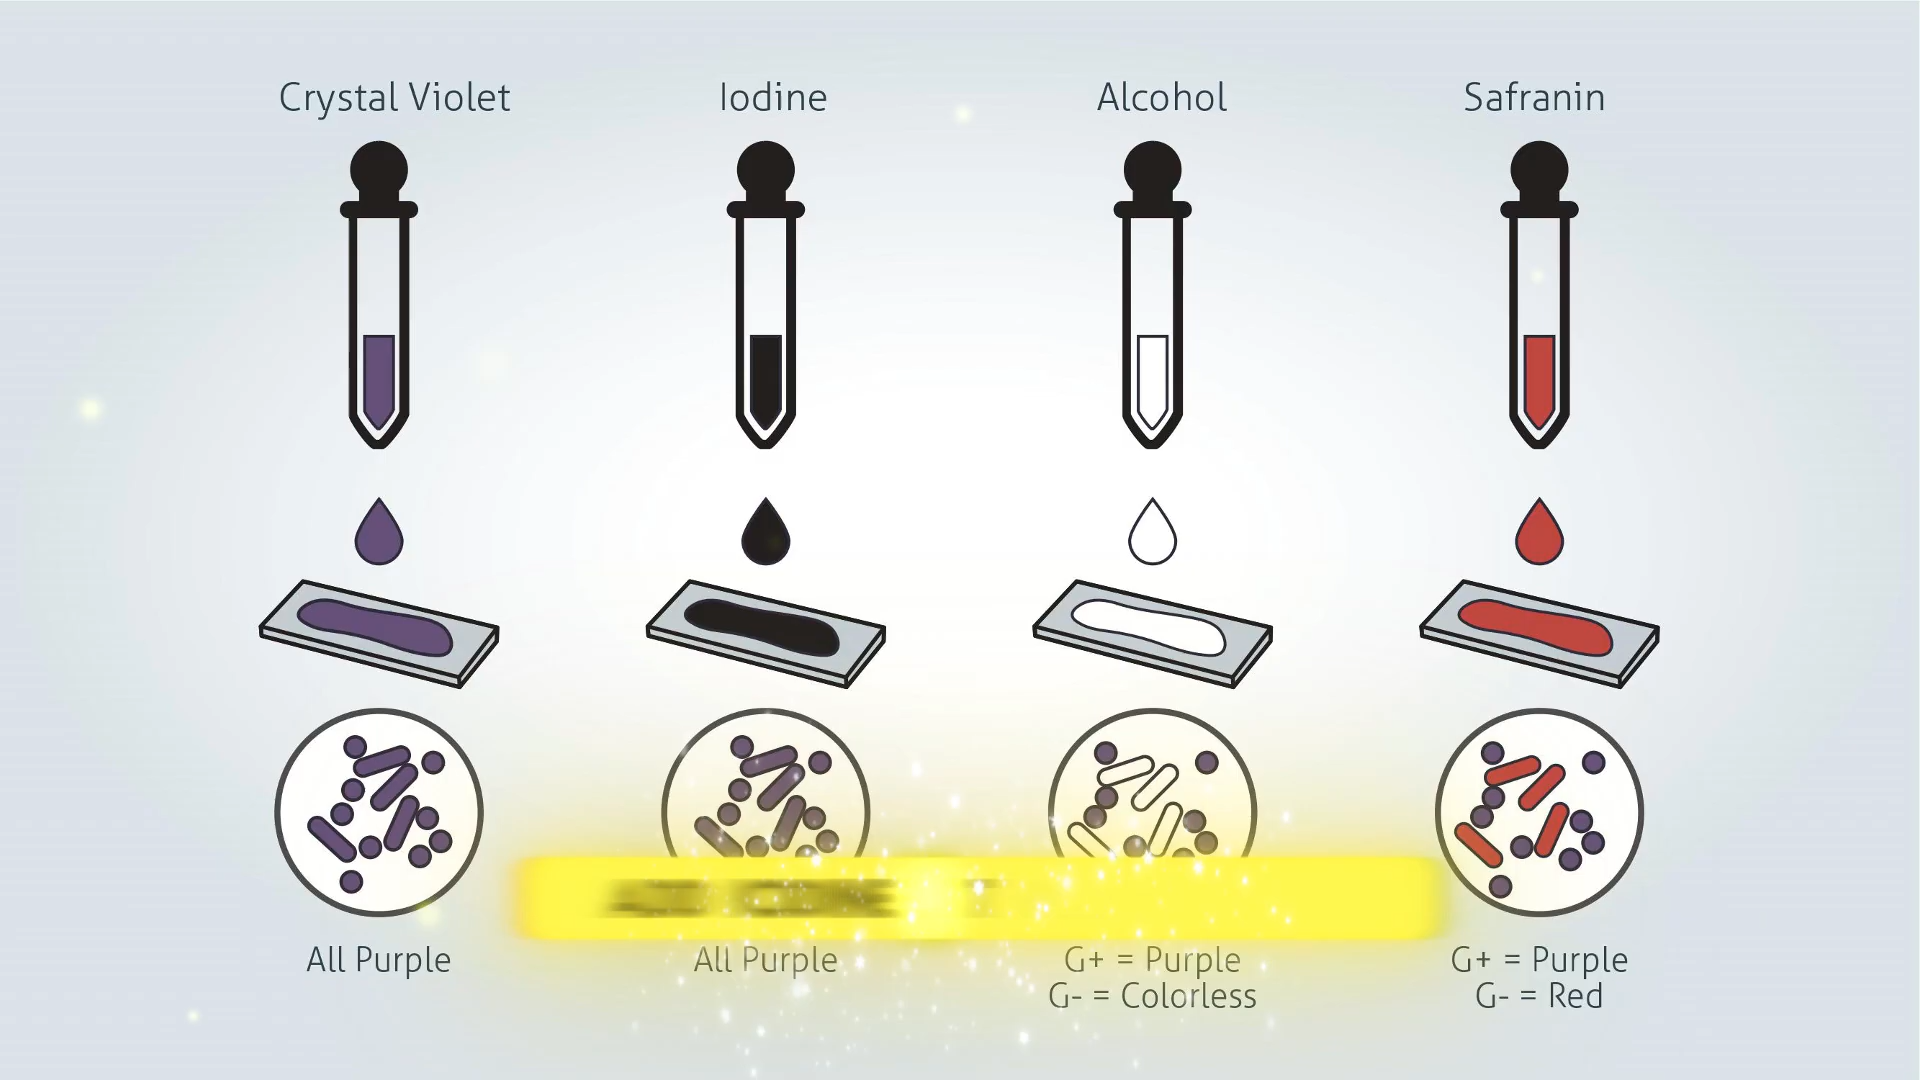 Crystal Violet
Iodine
Alcohol
Safranin
All Purple
All Purple
G+ = Purple
G- = Colorless
G+ = Purple
G- = Red